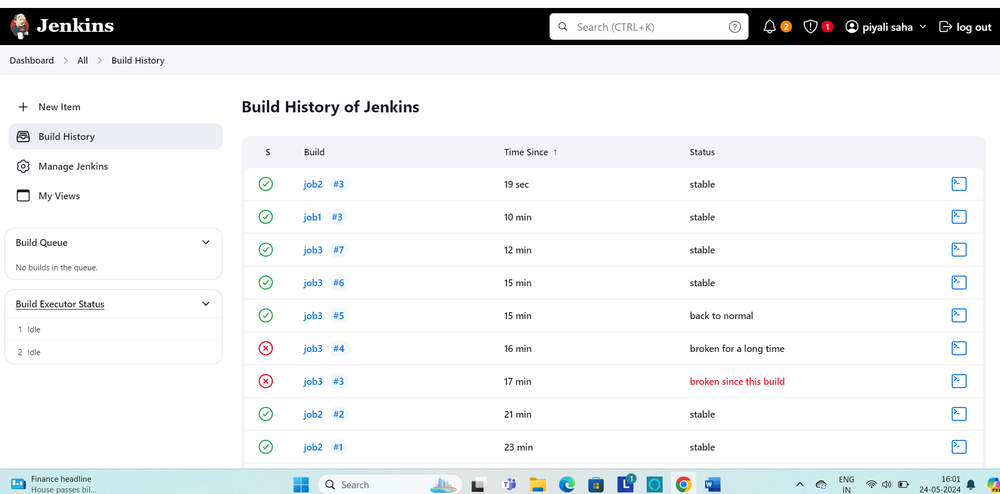 Jenkins
Search (CTRL+K)
2
1
piyali saha
log out
Dashboard > All > Build History
New Item
Build History
Manage Jenkins
My Views
Build Queue
No builds in the queue.
Build Executor Status
1 Idle
2 Idle
Build History of Jenkins
S Build Time Since ↑ Status
job2 #3 19 sec stable
job1 #3 10 min stable
job3 #7 12 min stable
job3 #6 15 min stable
job3 #5 15 min back to normal
job3 #4 16 min broken for a long time
job3 #3 17 min broken since this build
job2 #2 21 min stable
job2 #1 23 min stable
Finance headline
House passes bil...
Search
1
ENG
IN
16:01
24-05-2024
PRE